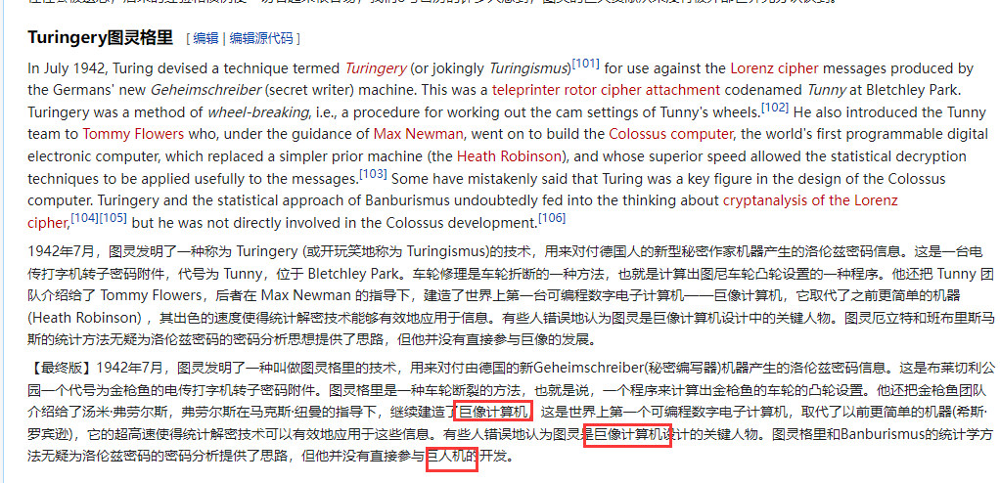 Turingery图灵格里 [ 编辑 | 编辑源代码 ]
In July 1942, Turing devised a technique termed Turingery (or jokingly Turingismus)[101] for use against the Lorenz cipher messages produced by
the Germans' new Geheimschreiber (secret writer) machine. This was a teleprinter rotor cipher attachment codenamed Tunny at Bletchley Park.
Turingery was a method of wheel-breaking, i.e., a procedure for working out the cam settings of Tunny's wheels.[102] He also introduced the Tunny
team to Tommy Flowers who, under the guidance of Max Newman, went on to build the Colossus computer, the world's first programmable digital
electronic computer, which replaced a simpler prior machine (the Heath Robinson), and whose superior speed allowed the statistical decryption
techniques to be applied usefully to the messages.[103] Some have mistakenly said that Turing was a key figure in the design of the Colossus
computer. Turingery and the statistical approach of Banburismus undoubtedly fed into the thinking about cryptanalysis of the Lorenz
cipher,[104][105] but he was not directly involved in the Colossus development.[106]
1942年7月，图灵发明了一种称为 Turingery (或开玩笑地称为 Turingismus)的技术，用来对付德国人的新型秘密作家机器产生的洛伦兹密码信息。这是一台电
传打字机转子密码附件，代号为 Tunny，位于 Bletchley Park。车轮修理是车轮折断的一种方法，也就是计算出图尼车轮凸轮设置的一种程序。他还把 Tunny 团
队介绍给了 Tommy Flowers，后者在 Max Newman 的指导下，建造了世界上第一台可编程数字电子计算机——巨像计算机，它取代了之前更简单的机器
(Heath Robinson) ，其出色的速度使得统计解密技术能够有效地应用于信息。有些人错误地认为图灵是巨像计算机设计中的关键人物。图灵厄立特和班布里斯马
斯的统计方法无疑为洛伦兹密码的密码分析思想提供了思路，但他并没有直接参与巨像的发展。
【最终版】1942年7月，图灵发明了一种叫做图灵格里的技术，用来对付由德国的新Geheimschreiber(秘密编写器)机器产生的洛伦兹密码信息。这是布莱切利公
园一个代号为金枪鱼的电传打字机转子密码附件。图灵格里是一种车轮断裂的方法，也就是说，一个程序来计算出金枪鱼的车轮的凸轮设置。他还把金枪鱼团队
介绍给了汤米·弗劳尔斯，弗劳尔斯在马克斯·纽曼的指导下，继续建造了巨像计算机，这是世界上第一个可编程数字电子计算机，取代了以前更简单的机器(希斯·
罗宾逊)，它的超高速使得统计解密技术可以有效地应用于这些信息。有些人错误地认为图灵是巨像计算机设计的关键人物。图灵格里和Banburismus的统计学方
法无疑为洛伦兹密码的密码分析提供了思路，但他并没有直接参与巨人机的开发。